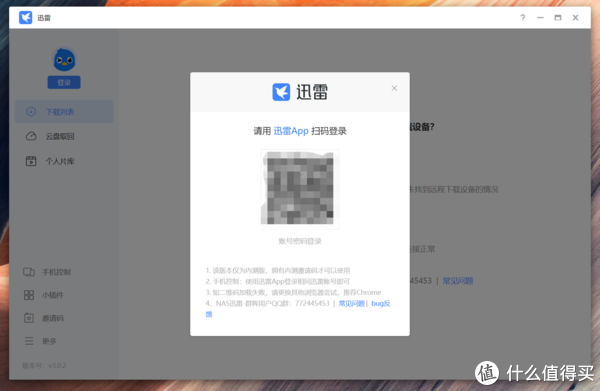 迅雷
登录
下载列表
云盘取回
个人片库
手机控制
小插件
邀请码
更多
版本号：v1.0.2
迅雷
请用 迅雷App 扫码登录
账号密码登录
1. 该版本仅为内测版，拥有内测邀请码才可以使用
2. 手机控制：使用迅雷App登录相同迅雷账号即可
3. 如二维码加载失败，请更换其他浏览器尝试，推荐Chrome
4、NAS迅雷-群晖用户QQ群：772445453 | 常见问题| bug反
馈
设备?
找到远程下载设备的情况
接正常
45453 | 常见问题
值 什么值得买